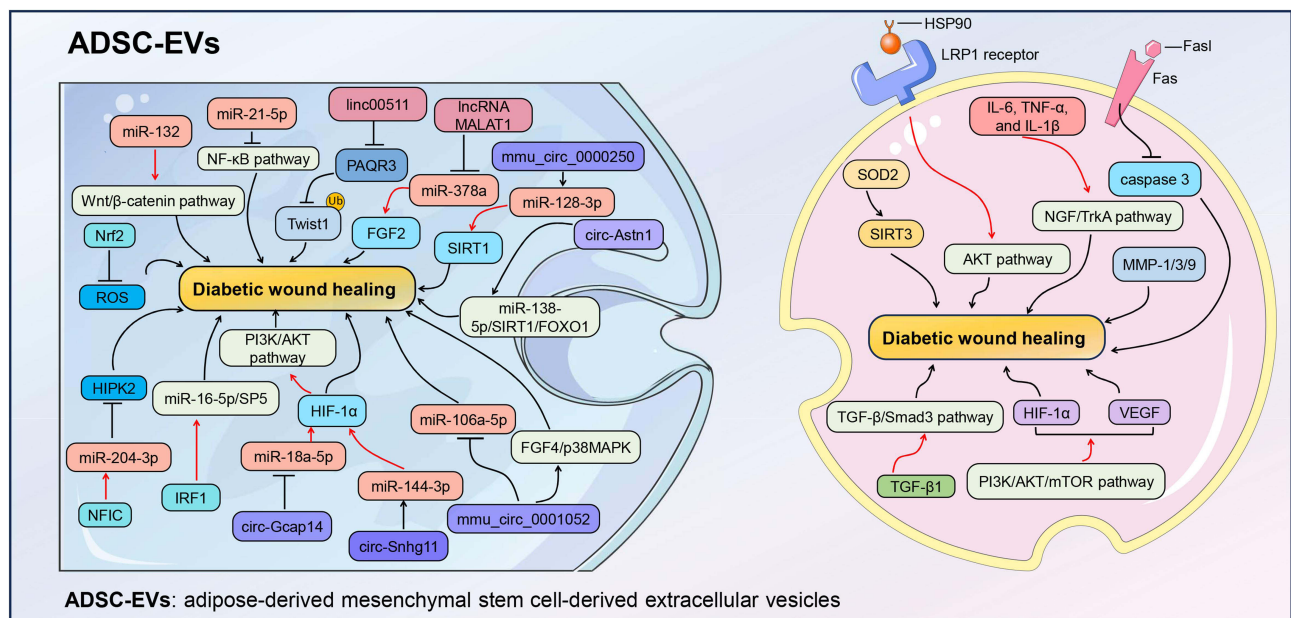 ADSC-EVs
HSP90
LRP1 receptor
Fasl
Fas
miR-132
miR-21-5p
linc00511
lncRNA
MALAT1
mmu_circ_0000250
NF-κB pathway
PAQR3
miR-378a
miR-128-3p
Wnt/β-catenin pathway
Ub
Twist1
FGF2
SIRT1
circ-Astn1
Nrf2
ROS
Diabetic wound healing
miR-138-
5p/SIRT1/FOXO1
PI3K/AKT
pathway
HIPK2
miR-16-5p/SP5
HIF-1α
miR-106a-5p
FGF4/p38MAPK
miR-204-3p
miR-18a-5p
miR-144-3p
NFIC
IRF1
circ-Gcap14
circ-Snhg11
mmu_circ_0001052
IL-6, TNF-α,
and IL-1β
SOD2
caspase 3
SIRT3
NGF/TrkA pathway
AKT pathway
MMP-1/3/9
Diabetic wound healing
TGF-β/Smad3 pathway
HIF-1α
VEGF
TGF-β1
PI3K/AKT/mTOR pathway
ADSC-EVs: adipose-derived mesenchymal stem cell-derived extracellular vesicles